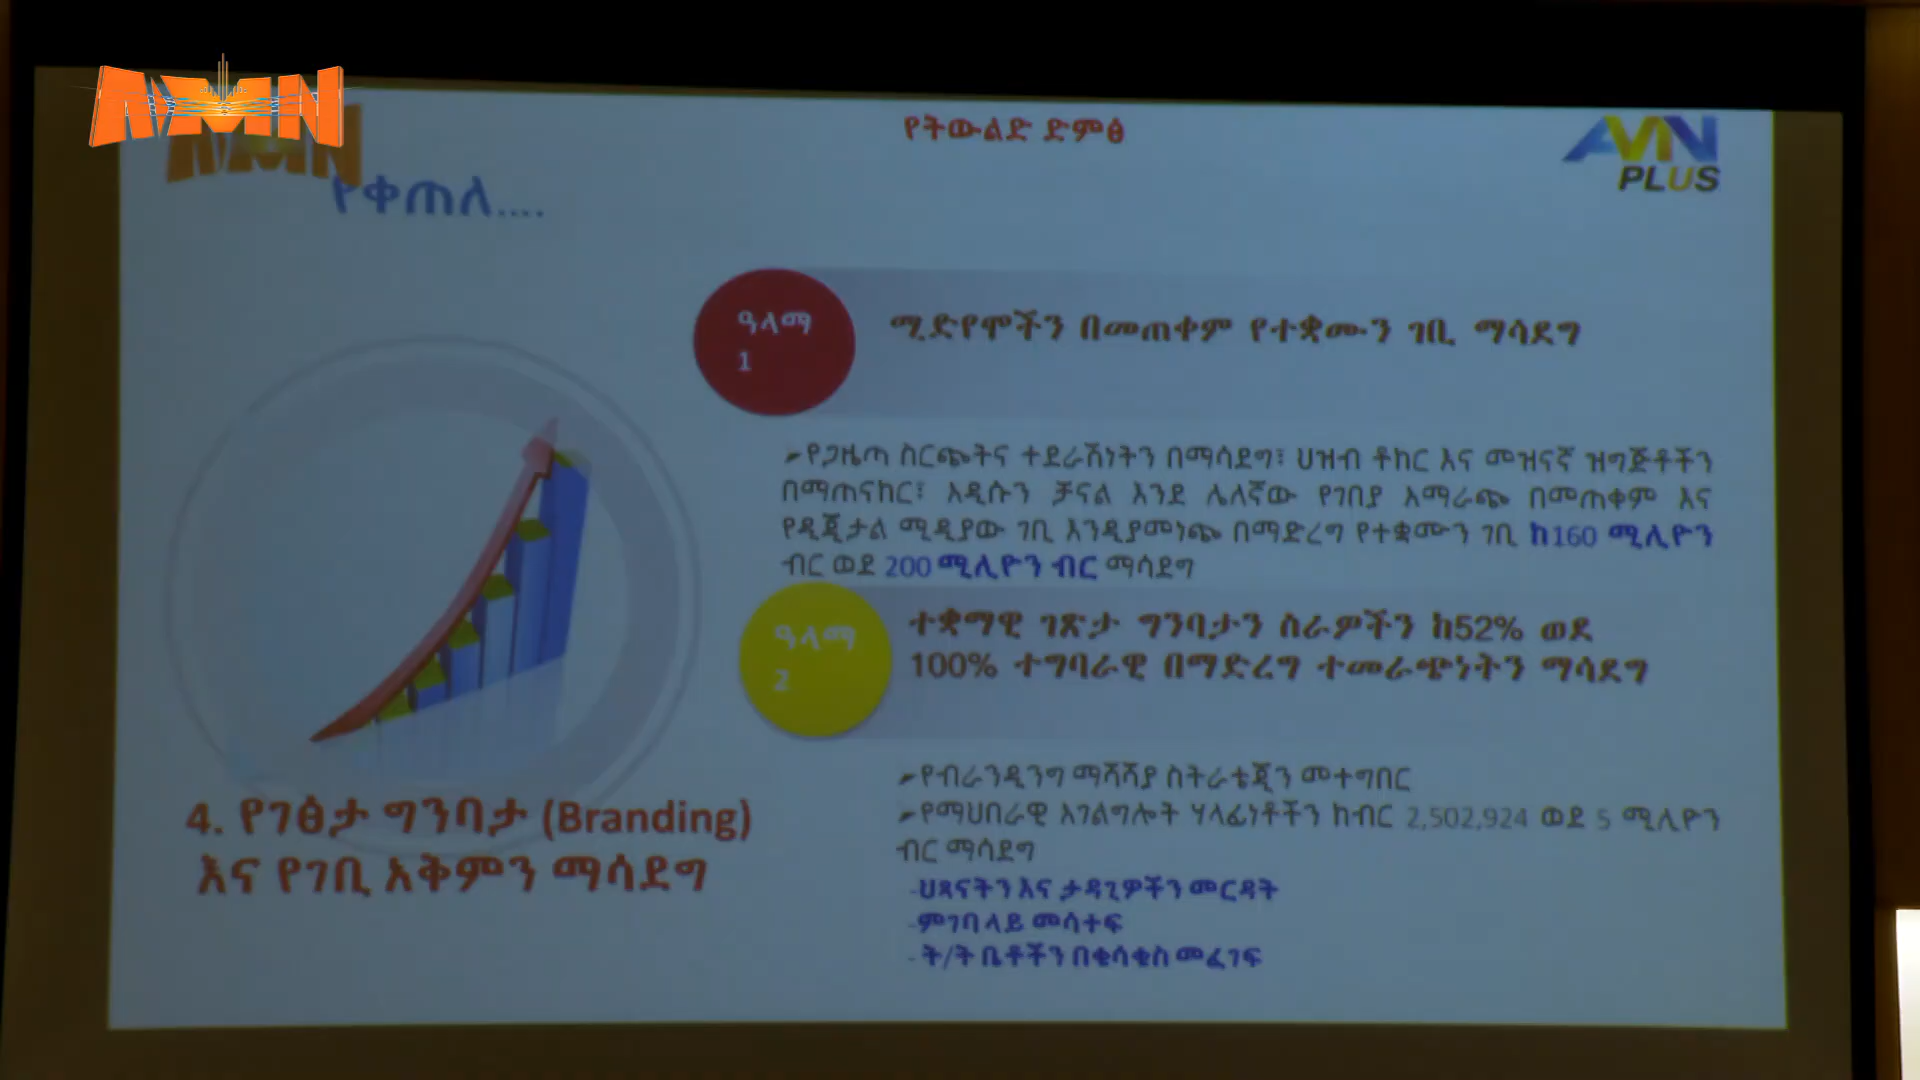 AMN
የትውልድ ድምፅ
AMN
PLUS
የቀጠለ....
ዓላማ
1
ሚድየሞችን በመጠቀም የተቋሙን ገቢ ማሳደግ
➢የጋዜጣ ስርጭትና ተደራሽነትን በማሳደግ፣ ህዝብ ቶከር እና መዝናኛ ዝግጅቶችን
በማጠናከር፣ አዲሱን ቻናል እንደ ሌለኛው የገበያ አማራጭ በመጠቀም እና
የዲጂታል ሚዲያው ገቢ እንዲያመነጭ በማድረግ የተቋሙን ገቢ ከ160 ሚሊዮን
ብር ወደ 200 ሚሊዮን ብር ማሳደግ
ዓላማ
2
ተቋማዊ ገጽታ ግንባታን ስራዎችን ከ52% ወደ
100% ተግባራዊ በማድረግ ተመራጭነትን ማሳደግ
➢የብራንዲንግ ማሻሻያ ስትራቴጂን መተግበር
➢የማህበራዊ አገልግሎት ሃላፊነቶችን ከብር 2,502,924 ወደ 5 ሚሊዮን
ብር ማሳደግ
-ህጻናትን እና ታዳጊዎችን መርዳት
-ምገባ ላይ መሳተፍ
- ት/ት ቤቶችን በቁሳቁስ መደገፍ
4. የገፅታ ግንባታ (Branding)
እና የገቢ አቅምን ማሳደግ